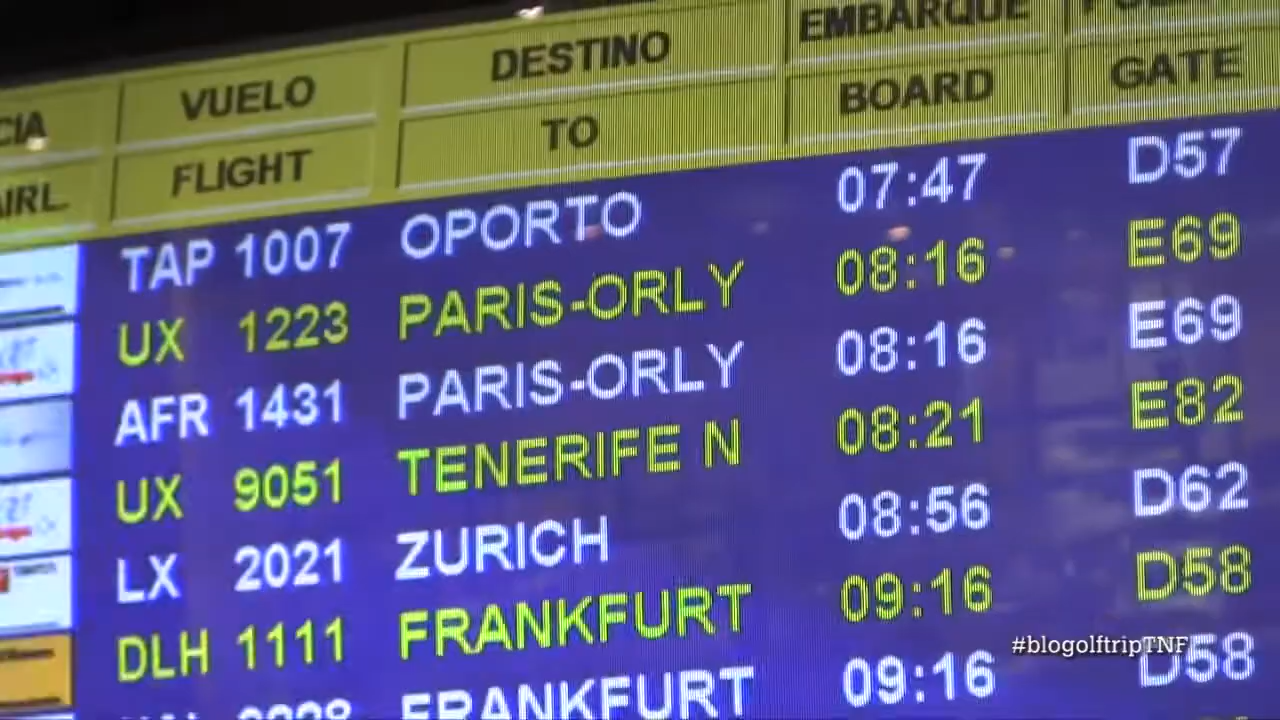 CIA VUELO DESTINO EMBARQUE
AIRL. FLIGHT TO BOARD GATE
TAP 1007 OPORTO 07:47 D57
UX 1223 PARIS-ORLY 08:16 E69
AFR 1431 PARIS-ORLY 08:16 E69
UX 9051 TENERIFE N 08:21 E82
LX 2021 ZURICH 08:56 D62
DLH 1111 FRANKFURT 09:16 D58
FRANKFURT 09:16 D58
#blogolftripTNF